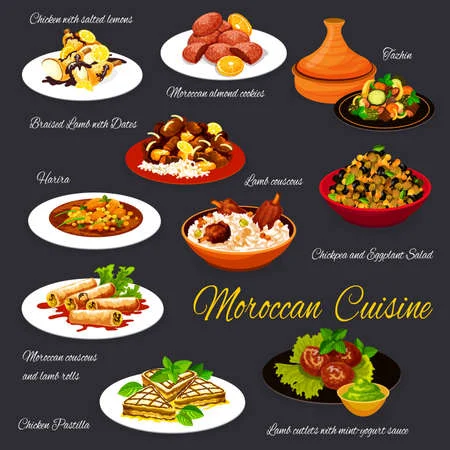 Chicken with salted lemons
Moroccan almond cookies
Tazhin
Braised Lamb with Dates
Harira
Lamb couscous
Chickpea and Eggplant Salad
Moroccan Cuisine
Moroccan couscous
and lamb rolls
Chicken Pastilla
Lamb cutlets with mint-yogurt sauce